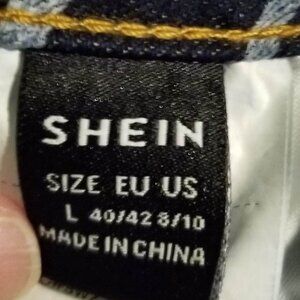 SHEIN
SIZE EU US
L 40/42 8/10
MADE IN CHINA